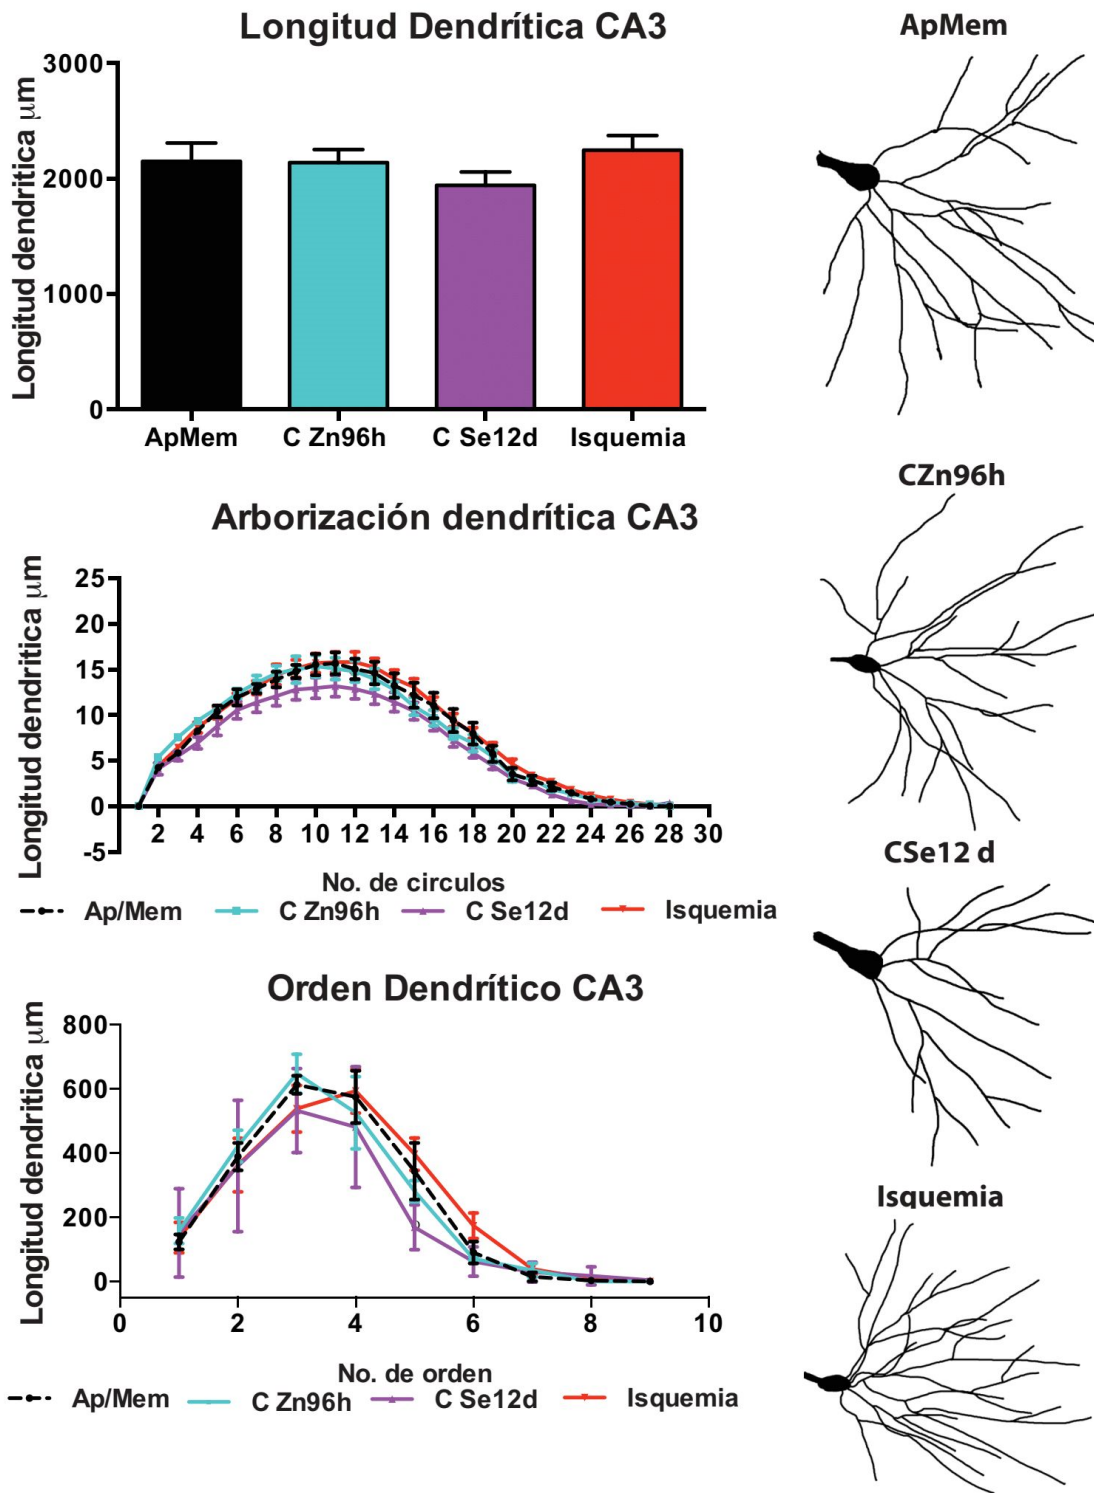 Longitud Dendrítica CA3
Longitud dendritica µm
3000
2000
1000
0
ApMem C Zn96h C Se12d Isquemia
Arborización dendrítica CA3
Longitud dendritica µm
25
20
15
10
5
0
-5
2 4 6 8 10 12 14 16 18 20 22 24 26 28 30
No. de circulos
Ap/Mem C Zn96h C Se12d Isquemia
Orden Dendrítico CA3
Longitud dendritica µm
800
600
400
200
0
0 2 4 6 8 10
No. de orden
Ap/Mem C Zn96h C Se12d Isquemia
ApMem
CZn96h
CSe12 d
Isquemia